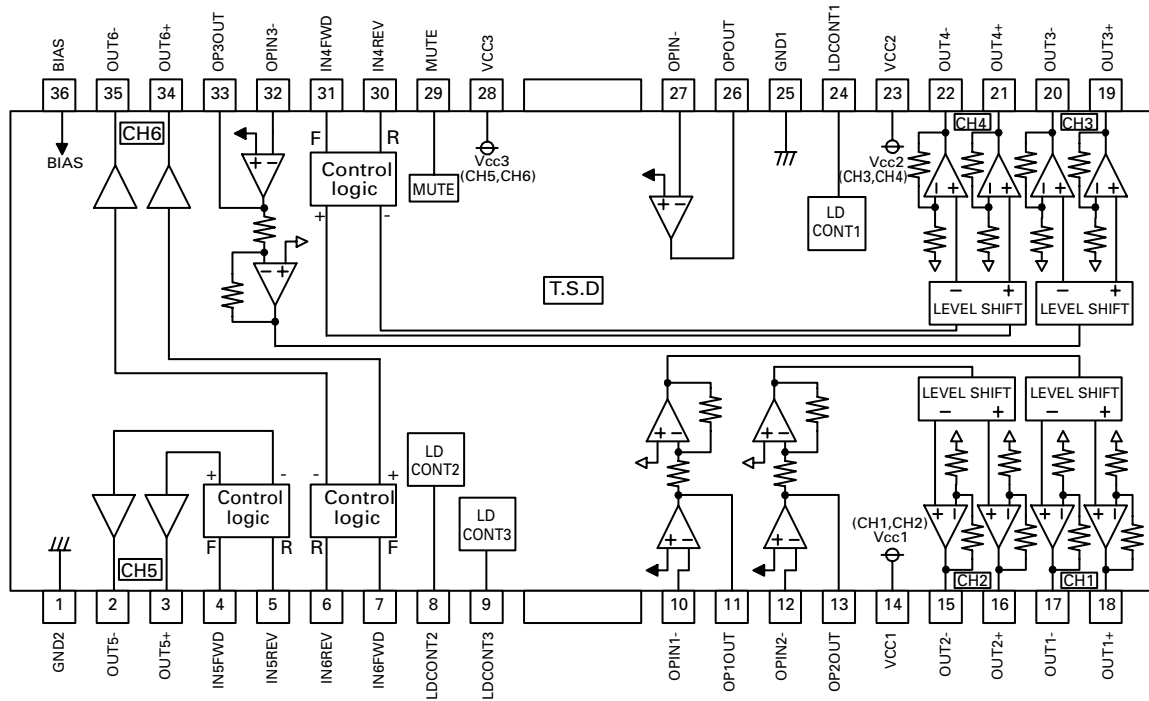 BIAS OUT6- OUT6+ OP3OUT OPIN3- IN4FWD IN4REV MUTE VCC3 OPIN- OPOUT GND1 LDCONT1 VCC2 OUT4- OUT4+ OUT3- OUT3+
36 35 34 33 32 31 30 29 28 27 26 25 24 23 22 21 20 19
CH6 F R CH4 CH3
BIAS
+ -
Control
logic
MUTE
Vcc3
(CH5,CH6)
+ -
LD
CONT1
Vcc2
(CH3,CH4)
- + - + - + - +
+ -
- +
T.S.D
- + - +
LEVEL SHIFT LEVEL SHIFT
LEVEL SHIFT LEVEL SHIFT
- + - +
+ - + -
LD
CONT2
+ - - +
Control
logic
Control
logic
F R R F
LD
CONT3
+ - + -
(CH1,CH2)
Vcc1
+ - + - + - + -
CH5 CH2 CH1
1 2 3 4 5 6 7 8 9 10 11 12 13 14 15 16 17 18
GND2 OUT5- OUT5+ IN5FWD IN5REV IN6REV IN6FWD LDCONT2 LDCONT3 OPIN1- OP1OUT OPIN2- OP2OUT VCC1 OUT2- OUT2+ OUT1- OUT1+